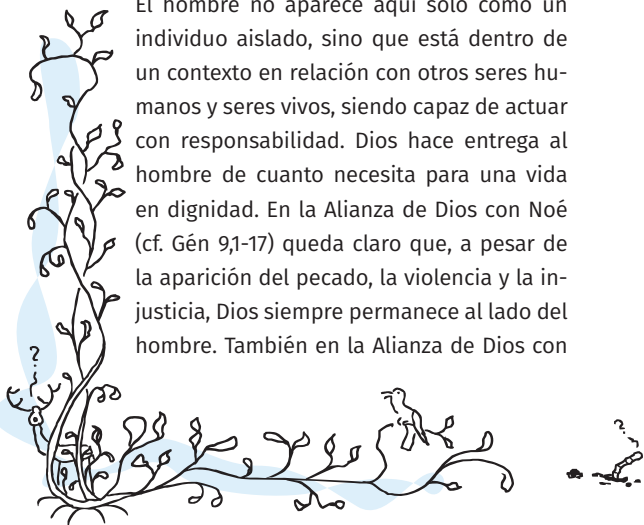 El hombre no aparece aquí solo como un
individuo aislado, sino que está dentro de
un contexto en relación con otros seres hu-
manos y seres vivos, siendo capaz de actuar
con responsabilidad. Dios hace entrega al
hombre de cuanto necesita para una vida
en dignidad. En la Alianza de Dios con Noé
(cf. Gén 9,1-17) queda claro que, a pesar de
la aparición del pecado, la violencia y la in-
justicia, Dios siempre permanece al lado del
hombre. También en la Alianza de Dios con
?
?